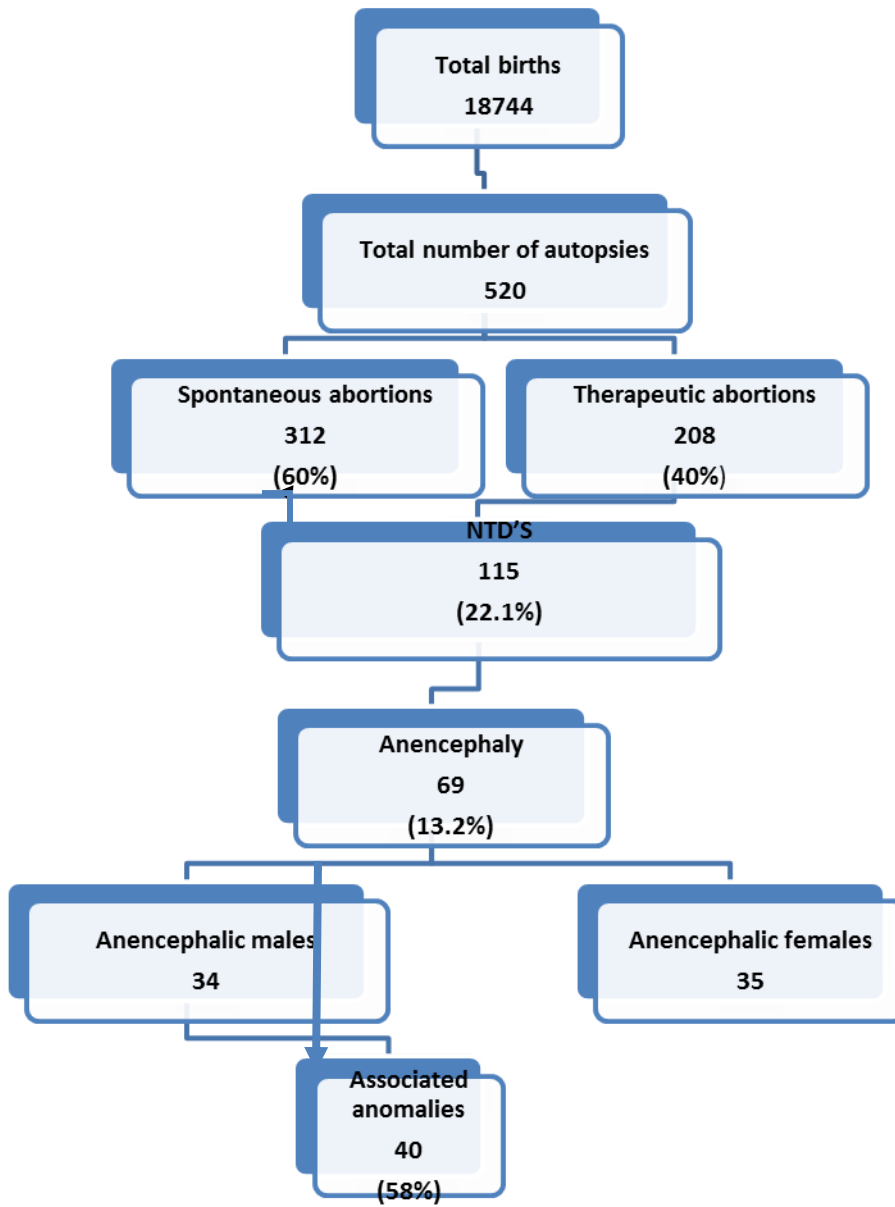 Total births
18744
Total number of autopsies
520
Spontaneous abortions
312
(60%)
Therapeutic abortions
208
(40%)
NTD'S
115
(22.1%)
Anencephaly
69
(13.2%)
Anencephalic males
34
Anencephalic females
35
Associated
anomalies
40
(58%)